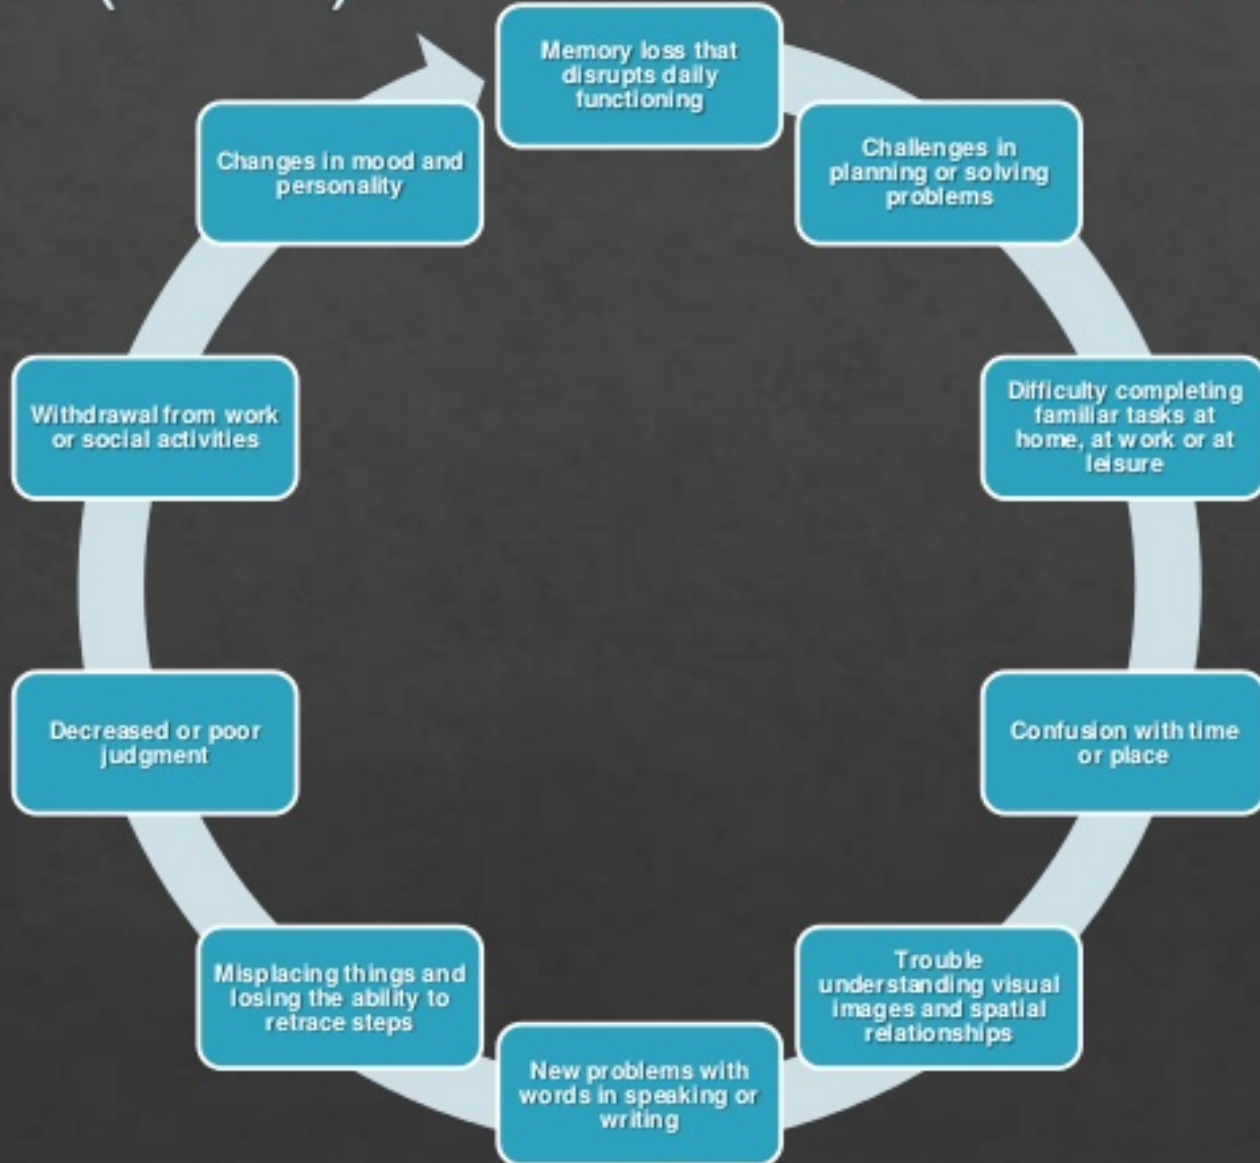 Memory loss that
disrupts daily
functioning
Challenges in
planning or solving
problems
Difficulty completing
familiar tasks at
home, at work or at
leisure
Confusion with time
or place
Trouble
understanding visual
images and spatial
relationships
New problems with
words in speaking or
writing
Misplacing things and
losing the ability to
retrace steps
Decreased or poor
judgment
Withdrawal from work
or social activities
Changes in mood and
personality